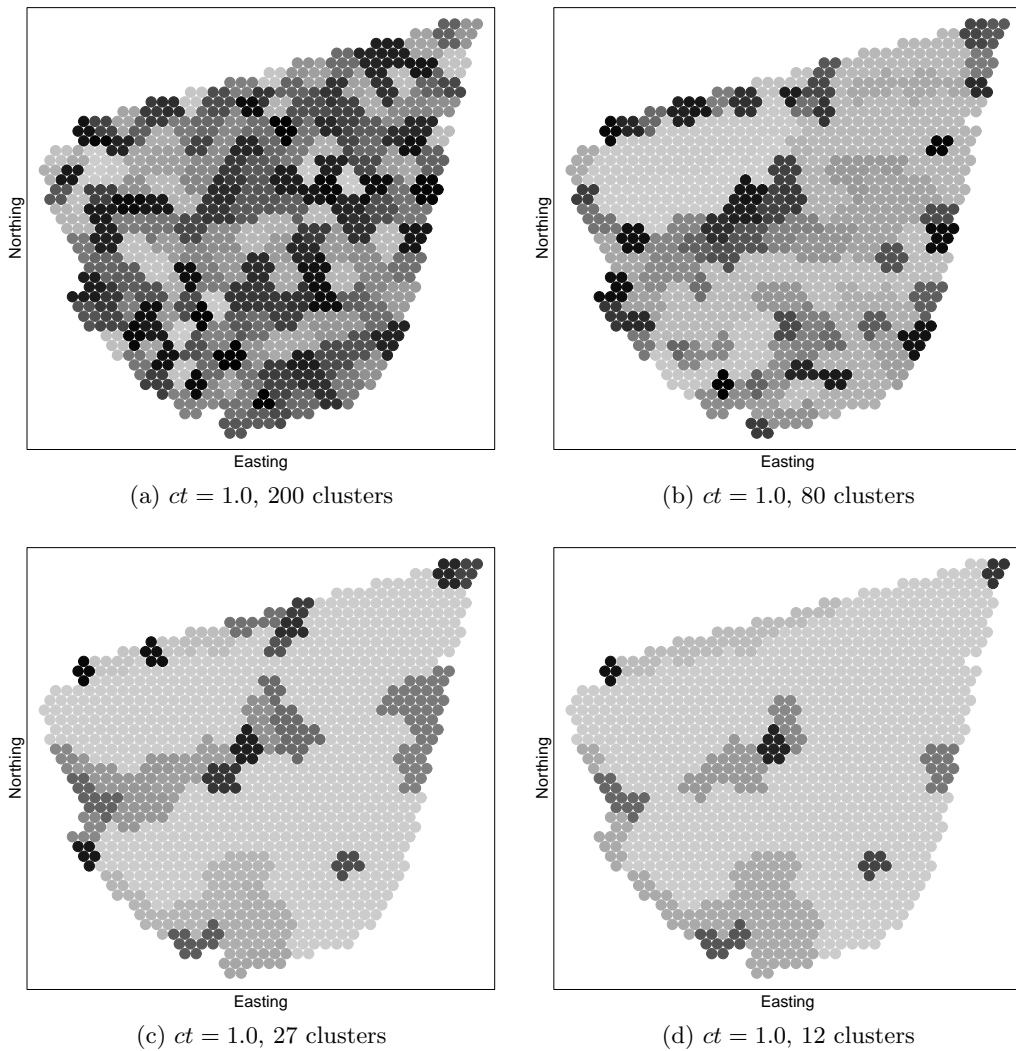 Northing
Easting
(a) ct = 1.0, 200 clusters
Northing
Easting
(b) ct = 1.0, 80 clusters
Northing
Easting
(c) ct = 1.0, 27 clusters
Northing
Easting
(d) ct = 1.0, 12 clusters